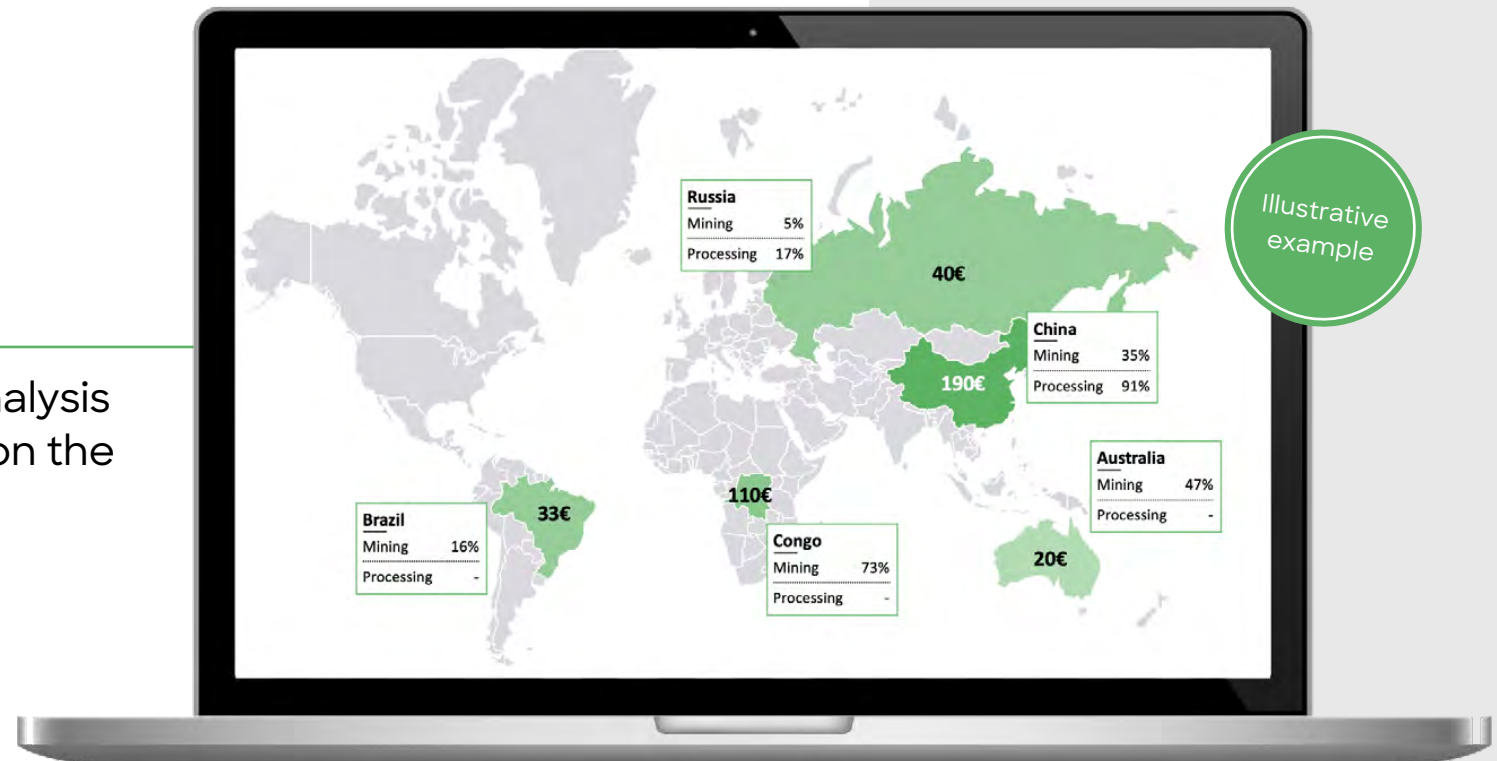 nalysis
on the
Illustrative
example
Russia
Mining 5%
Processing 17%
40€
China
Mining 35%
Processing 91%
190€
Australia
Mining 47%
Processing -
20€
Brazil
Mining 16%
Processing -
33€
110€
Congo
Mining 73%
Processing -